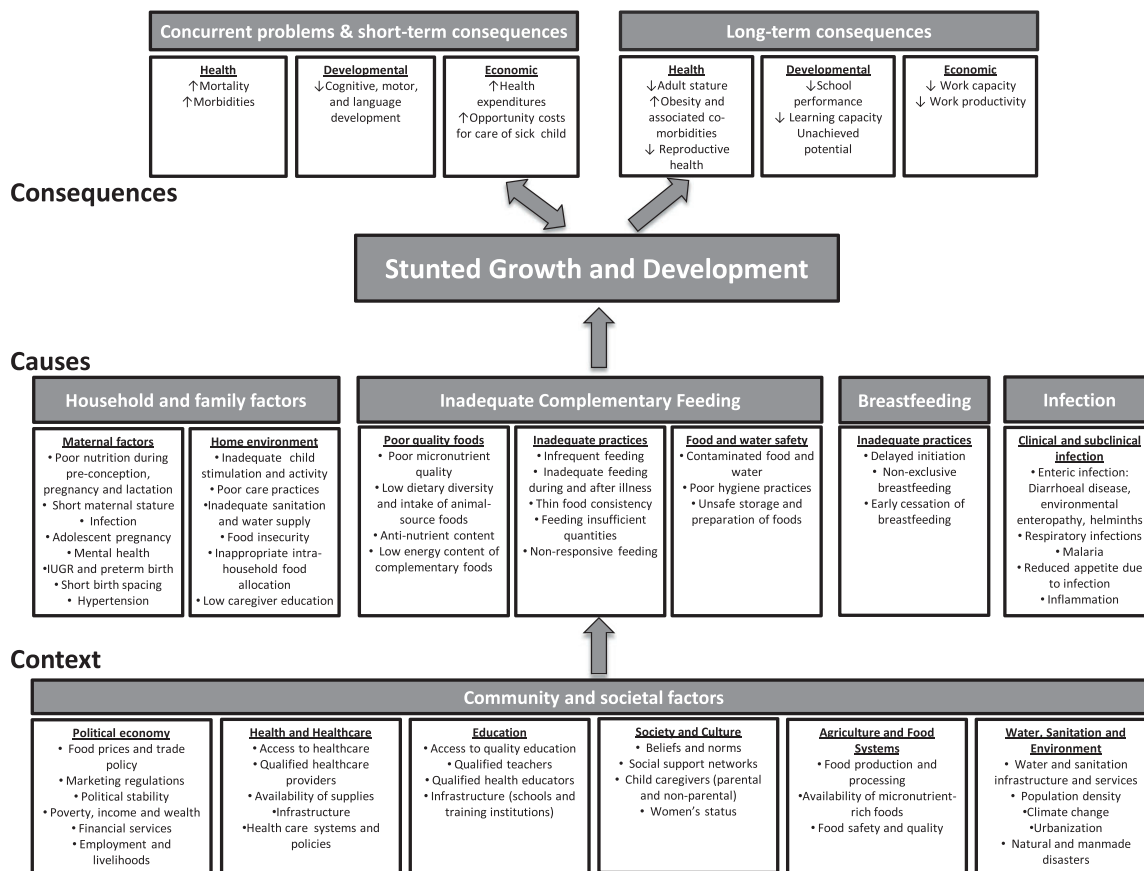 Concurrent problems & short-term consequences
Health
↑Mortality
↑Morbidities
Developmental
↓Cognitive, motor,
and language
development
Economic
↑Health
expenditures
↑Opportunity costs
for care of sick child
Long-term consequences
Health
↓Adult stature
↑Obesity and
associated co-
morbidities
↓ Reproductive
health
Developmental
↓School
performance
↓ Learning capacity
Unachieved
potential
Economic
↓ Work capacity
↓ Work productivity
Consequences
Stunted Growth and Development
Causes
Household and family factors
Maternal factors
• Poor nutrition during
pre-conception,
pregnancy and lactation
• Short maternal stature
• Infection
• Adolescent pregnancy
• Mental health
•IUGR and preterm birth
• Short birth spacing
• Hypertension
Home environment
• Inadequate child
stimulation and activity
• Poor care practices
•Inadequate sanitation
and water supply
• Food insecurity
• Inappropriate intra-
household food
allocation
• Low caregiver education
Inadequate Complementary Feeding
Poor quality foods
• Poor micronutrient
quality
• Low dietary diversity
and intake of animal-
source foods
• Anti-nutrient content
• Low energy content of
complementary foods
Inadequate practices
• Infrequent feeding
• Inadequate feeding
during and after illness
• Thin food consistency
• Feeding insufficient
quantities
• Non-responsive feeding
Food and water safety
• Contaminated food and
water
• Poor hygiene practices
• Unsafe storage and
preparation of foods
Breastfeeding
Inadequate practices
• Delayed initiation
• Non-exclusive
breastfeeding
• Early cessation of
breastfeeding
Infection
Clinical and subclinical
infection
• Enteric infection:
Diarrhoeal disease,
environmental
enteropathy, helminths
• Respiratory infections
• Malaria
• Reduced appetite due
to infection
• Inflammation
Context
Community and societal factors
Political economy
• Food prices and trade
policy
• Marketing regulations
• Political stability
• Poverty, income and wealth
• Financial services
• Employment and
livelihoods
Health and Healthcare
• Access to healthcare
• Qualified healthcare
providers
• Availability of supplies
•Infrastructure
•Health care systems and
policies
Education
• Access to quality education
• Qualified teachers
• Qualified health educators
• Infrastructure (schools and
training institutions)
Society and Culture
• Beliefs and norms
• Social support networks
• Child caregivers (parental
and non-parental)
• Women's status
Agriculture and Food
Systems
• Food production and
processing
•Availability of micronutrient-
rich foods
• Food safety and quality
Water, Sanitation and
Environment
• Water and sanitation
infrastructure and services
• Population density
•Climate change
•Urbanization
• Natural and manmade
disasters